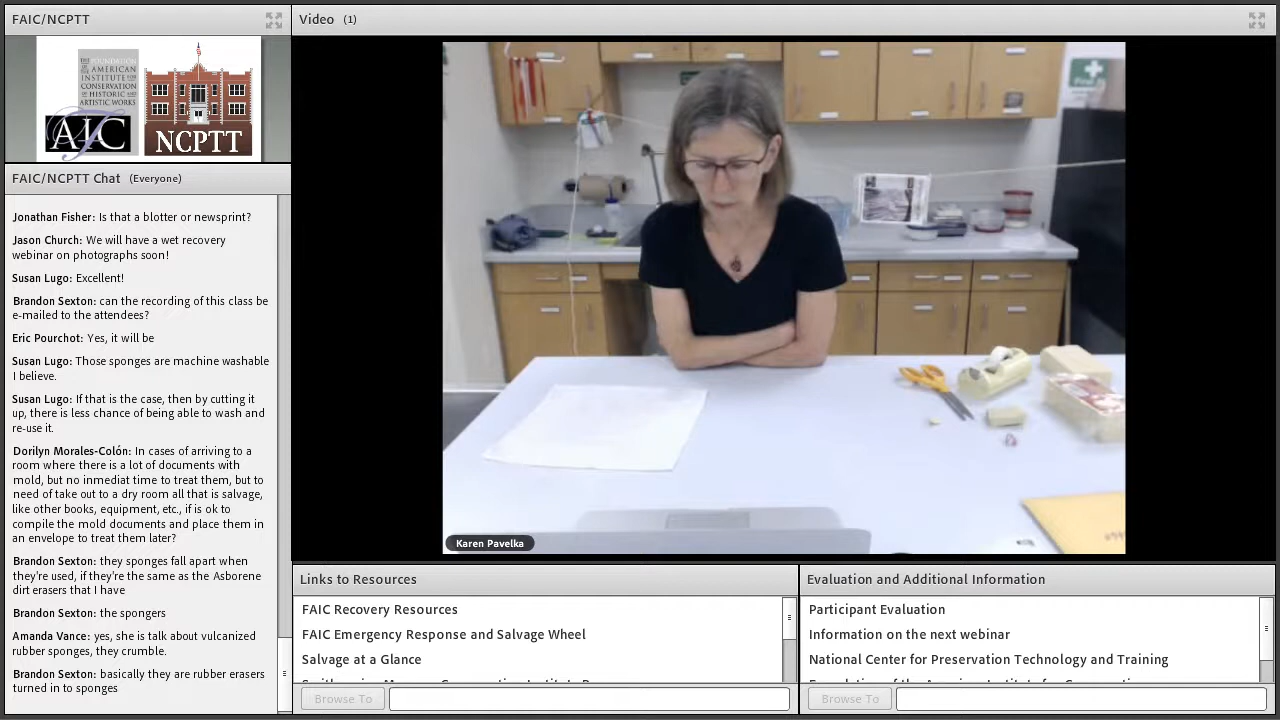 FAIC/NCPTT
THE FOUNDATION
OF THE AMERICAN
INSTITUTE FOR
CONSERVATION
OF HISTORIC AND
ARTISTIC WORKS
AIC
NCPTT
FAIC/NCPTT Chat (Everyone)
Jonathan Fisher: Is that a blotter or newsprint?
Jason Church: We will have a wet recovery
webinar on photographs soon!
Susan Lugo: Excellent!
Brandon Sexton: can the recording of this class be
e-mailed to the attendees?
Eric Pourchot: Yes, it will be
Susan Lugo: Those sponges are machine washable
I believe.
Susan Lugo: If that is the case, then by cutting it
up, there is less chance of being able to wash and
re-use it.
Dorilyn Morales-Colón: In cases of arriving to a
room where there is a lot of documents with
mold, but no inmediat time to treat them, but to
need of take out to a dry room all that is salvage,
like other books, equipment, etc., if is ok to
compile the mold documents and place them in
an envelope to treat them later?
Brandon Sexton: they sponges fall apart when
they're used, if they're the same as the Asborene
dirt erasers that I have
Brandon Sexton: the spongers
Amanda Vance: yes, she is talk about vulcanized
rubber sponges, they crumble.
Brandon Sexton: basically they are rubber erasers
turned in to sponges
Video (1)
Karen Pavelka
Links to Resources
FAIC Recovery Resources
FAIC Emergency Response and Salvage Wheel
Salvage at a Glance
Browse To
Evaluation and Additional Information
Participant Evaluation
Information on the next webinar
National Center for Preservation Technology and Training
Browse To